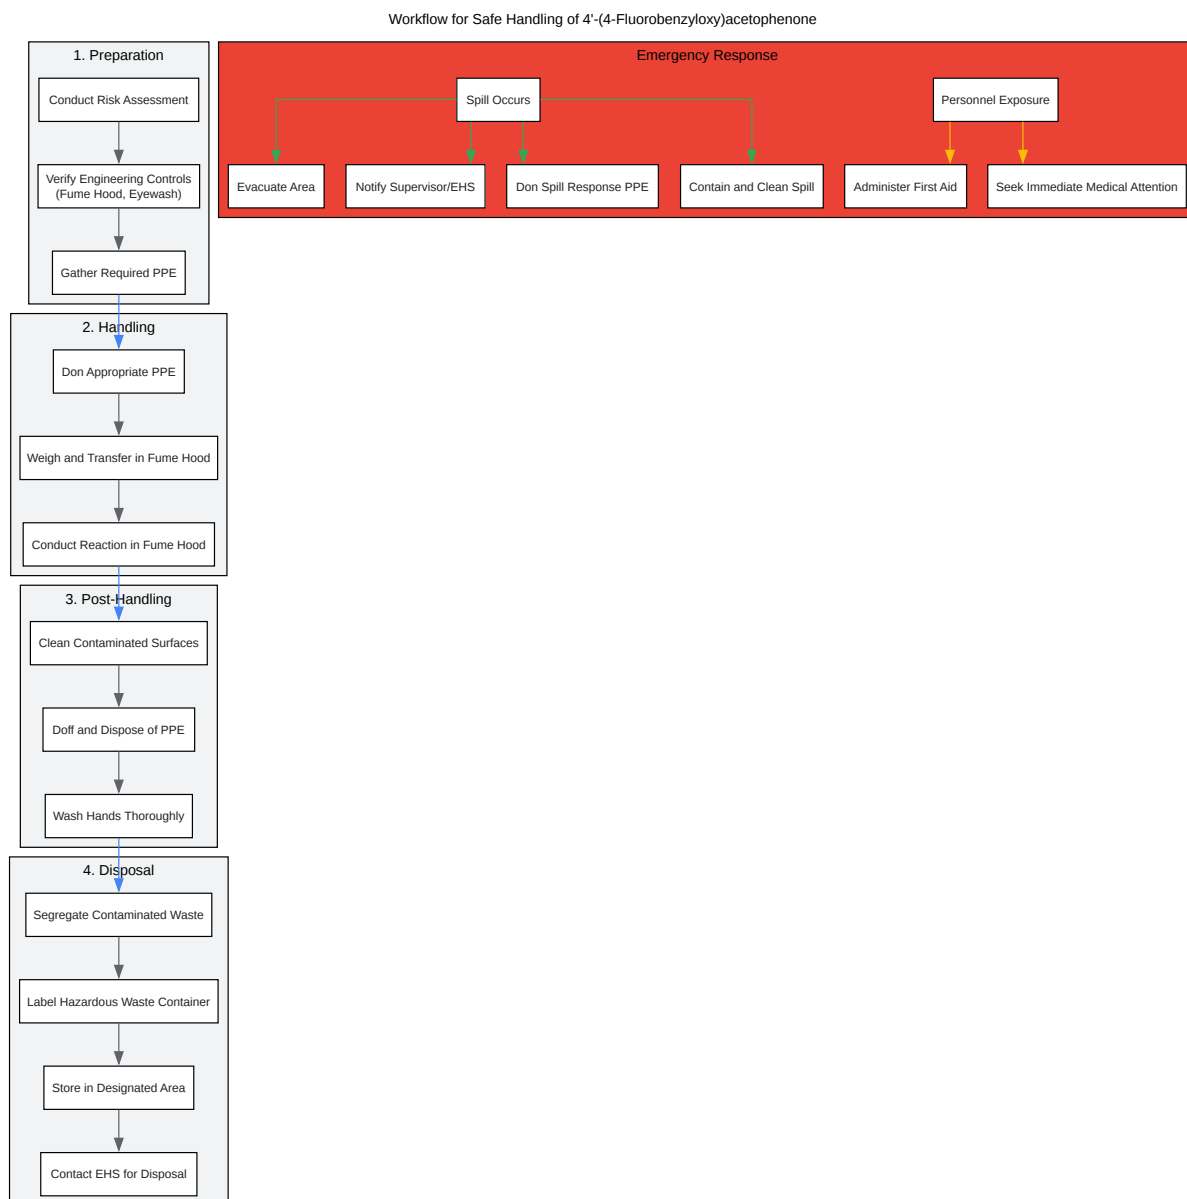 Workflow for Safe Handling of 4'-(4-Fluorobenzyloxy)acetophenone
1. Preparation
Conduct Risk Assessment
Verify Engineering Controls
(Fume Hood, Eyewash)
Gather Required PPE
2. Handling
Don Appropriate PPE
Weigh and Transfer in Fume Hood
Conduct Reaction in Fume Hood
3. Post-Handling
Clean Contaminated Surfaces
Doff and Dispose of PPE
Wash Hands Thoroughly
4. Disposal
Segregate Contaminated Waste
Label Hazardous Waste Container
Store in Designated Area
Contact EHS for Disposal
Emergency Response
Spill Occurs
Personnel Exposure
Evacuate Area
Notify Supervisor/EHS
Don Spill Response PPE
Contain and Clean Spill
Administer First Aid
Seek Immediate Medical Attention